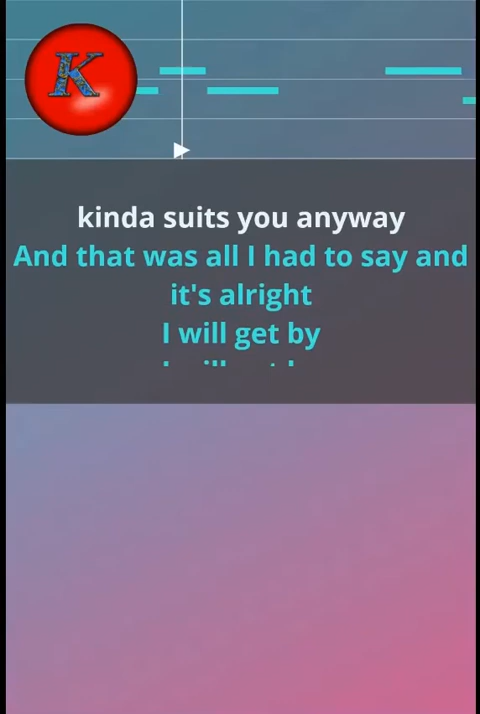 K
kinda suits you anyway
And that was all I had to say and
it's alright
I will get by